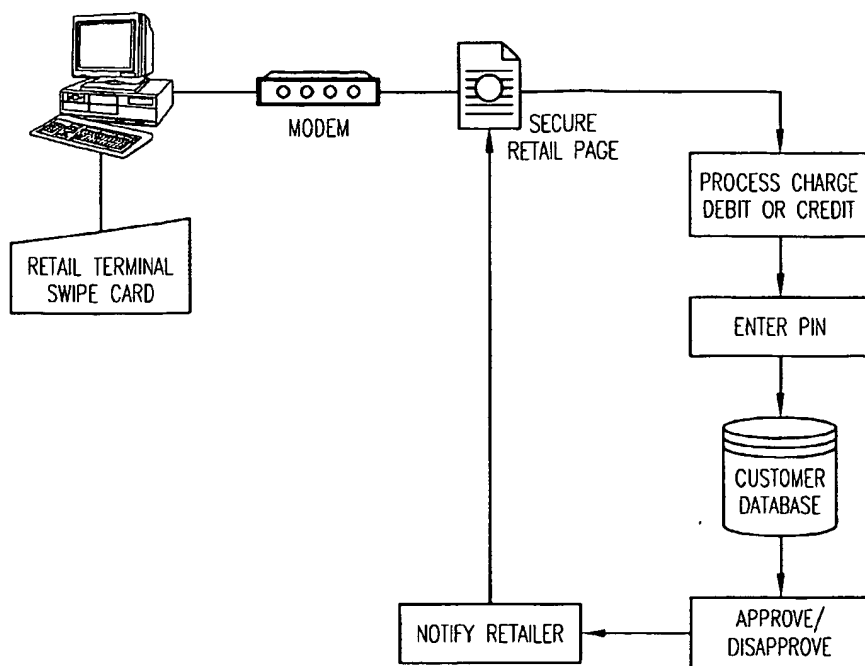 MODEM
SECURE
RETAIL PAGE
PROCESS CHARGE
DEBIT OR CREDIT
RETAIL TERMINAL
SWIPE CARD
ENTER PIN
CUSTOMER
DATABASE
NOTIFY RETAILER
APPROVE/
DISAPPROVE